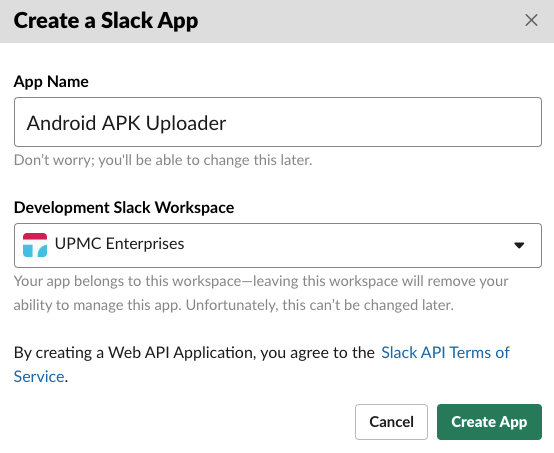 Create a Slack App
App Name
Android APK Uploader
Don't worry; you'll be able to change this later.
Development Slack Workspace
UPMC Enterprises
Your app belongs to this workspace—leaving this workspace will remove your
ability to manage this app. Unfortunately, this can't be changed later.
By creating a Web API Application, you agree to the Slack API Terms of
Service.
Cancel
Create App